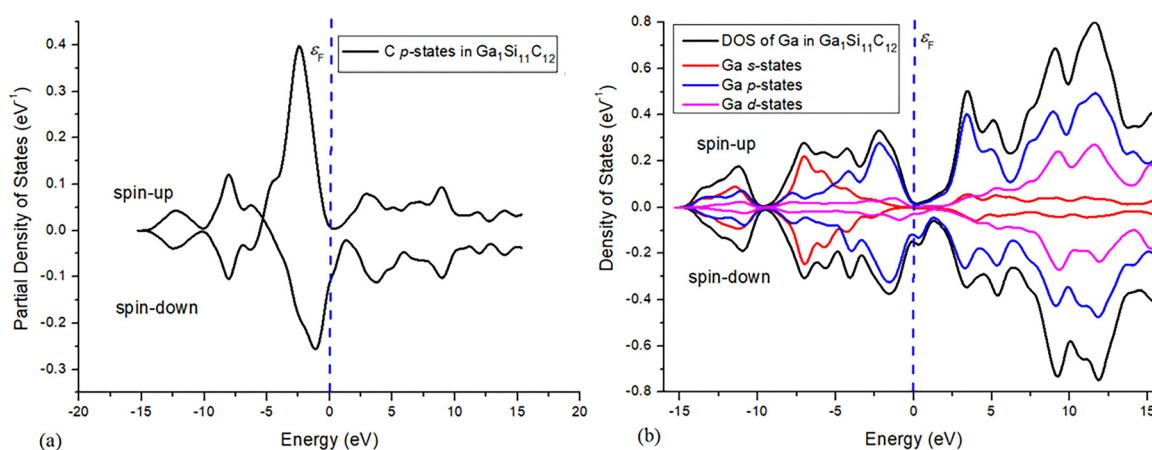 C p-states in Ga₁Si₁₁C₁₂
εF
spin-up
spin-down
Partial Density of States (eV⁻¹)
0.4
0.3
0.2
0.1
0.0
-0.1
-0.2
-0.3
-20 -15 -10 -5 0 5 10 15 20
Energy (eV)
(a)
DOS of Ga in Ga₁Si₁₁C₁₂
Ga s-states
Ga p-states
Ga d-states
εF
spin-up
spin-down
Density of States (eV⁻¹)
0.8
0.6
0.4
0.2
0.0
-0.2
-0.4
-0.6
-0.8
-15 -10 -5 0 5 10 15
Energy (eV)
(b)